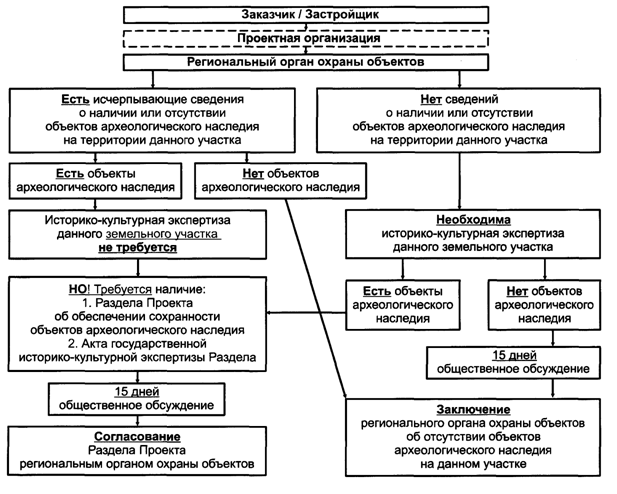 Заказчик / Застройщик
Проектная организация
Региональный орган охраны объектов
Есть исчерпывающие сведения
о наличии или отсутствии
объектов археологического наследия
на территории данного участка
Нет сведений
о наличии или отсутствии
объектов археологического наследия
на территории данного участка
Есть объекты
археологического наследия
Нет объектов
археологического наследия
Историко-культурная экспертиза
данного земельного участка
не требуется
Необходима
историко-культурная экспертиза
данного земельного участка
НО! Требуется наличие:
1. Раздела Проекта
об обеспечении сохранности
объектов археологического наследия
2. Акта государственной
историко-культурной экспертизы Раздела
Есть объекты
археологического
наследия
Нет объектов
археологического
наследия
15 дней
общественное обсуждение
15 дней
общественное обсуждение
Согласование
Раздела Проекта
региональным органом охраны объектов
Заключение
регионального органа охраны объектов
об отсутствии объектов
археологического наследия
на данном участке